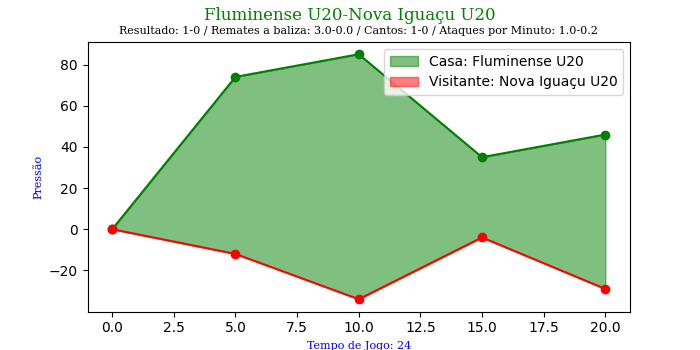 Fluminense U20-Nova Iguaçu U20
Resultado: 1-0 / Remates a baliza: 3.0-0.0 / Cantos: 1-0 / Ataques por Minuto: 1.0-0.2
Casa: Fluminense U20
Visitante: Nova Iguaçu U20
Pressão
80
60
40
20
0
−20
0.0 2.5 5.0 7.5 10.0 12.5 15.0 17.5 20.0
Tempo de Jogo: 24